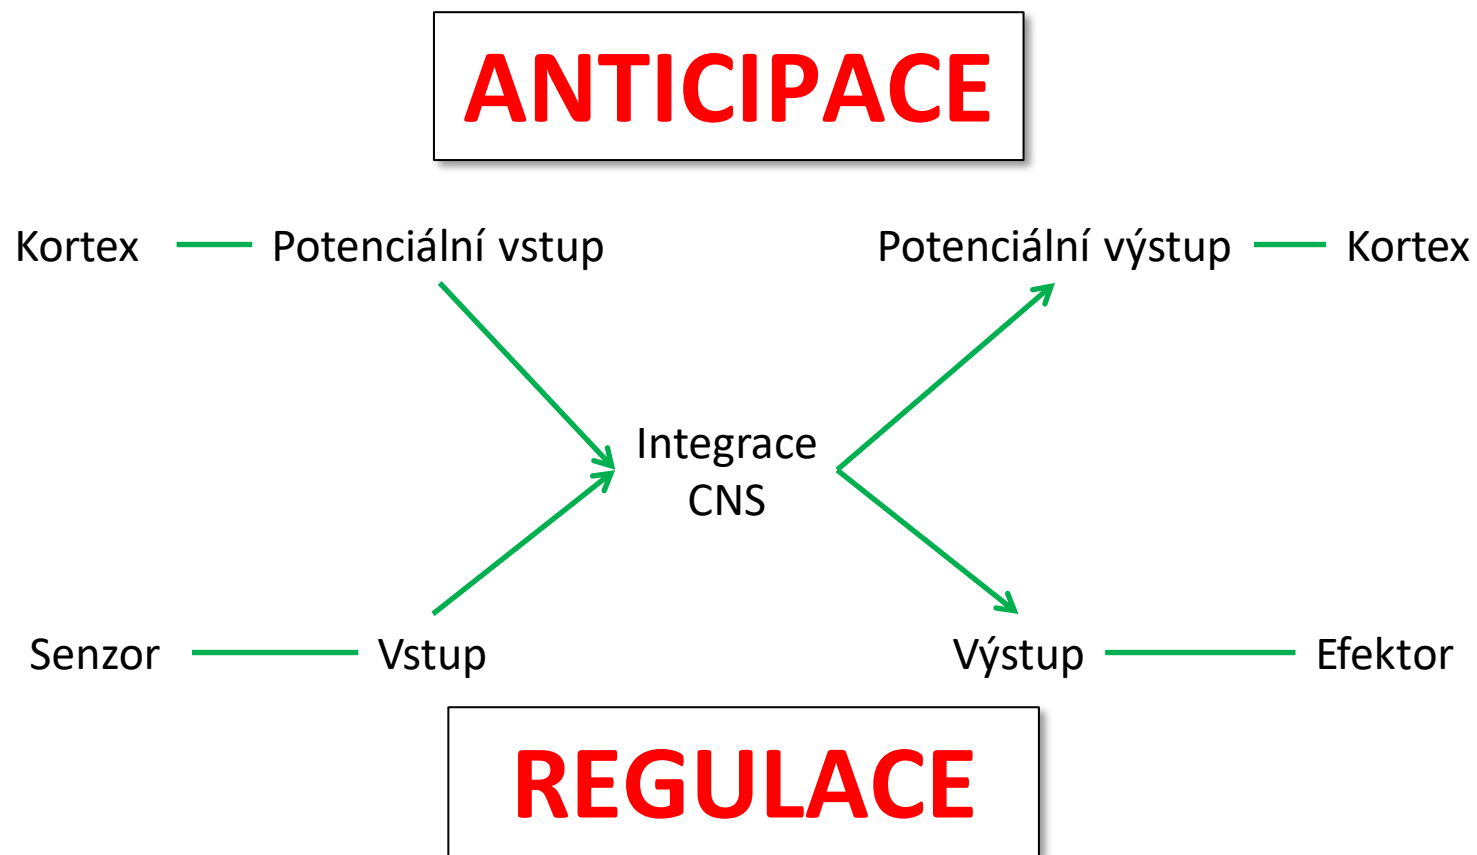 ANTICIPACE
Kortex
Potenciální vstup
Potenciální výstup
Kortex
Integrace
CNS
Senzor
Vstup
Výstup
Efektor
REGULACE